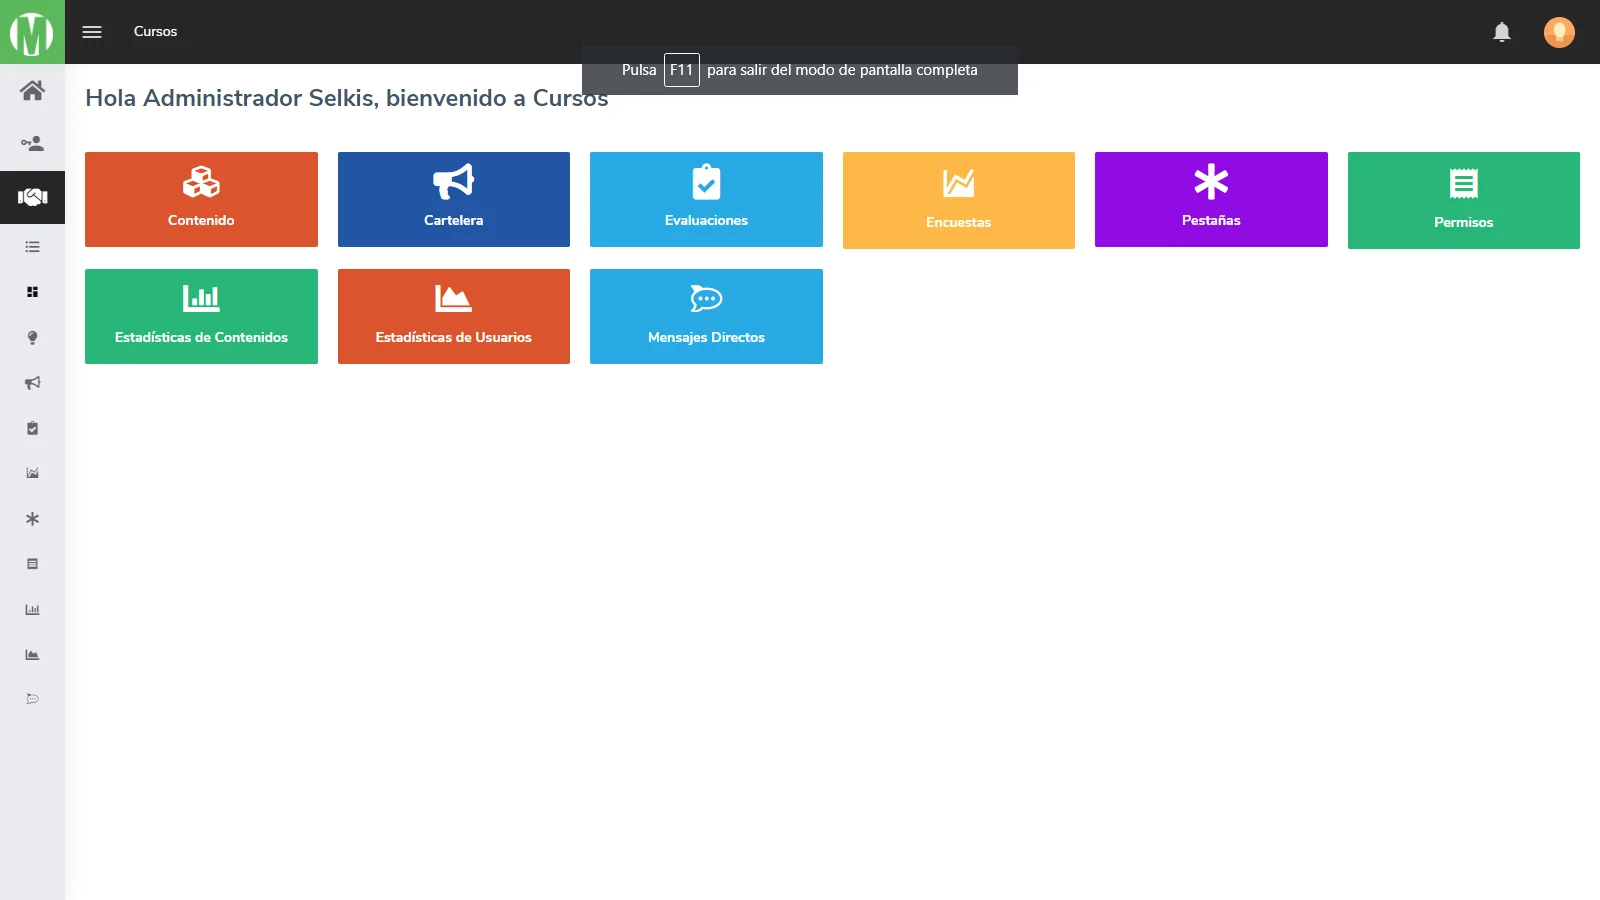 M
Cursos
Pulsa F11 para salir del modo de pantalla completa
Hola Administrador Selkis, bienvenido a Cursos
Contenido
Cartelera
Evaluaciones
Encuestas
Pestañas
Permisos
Estadísticas de Contenidos
Estadísticas de Usuarios
Mensajes Directos